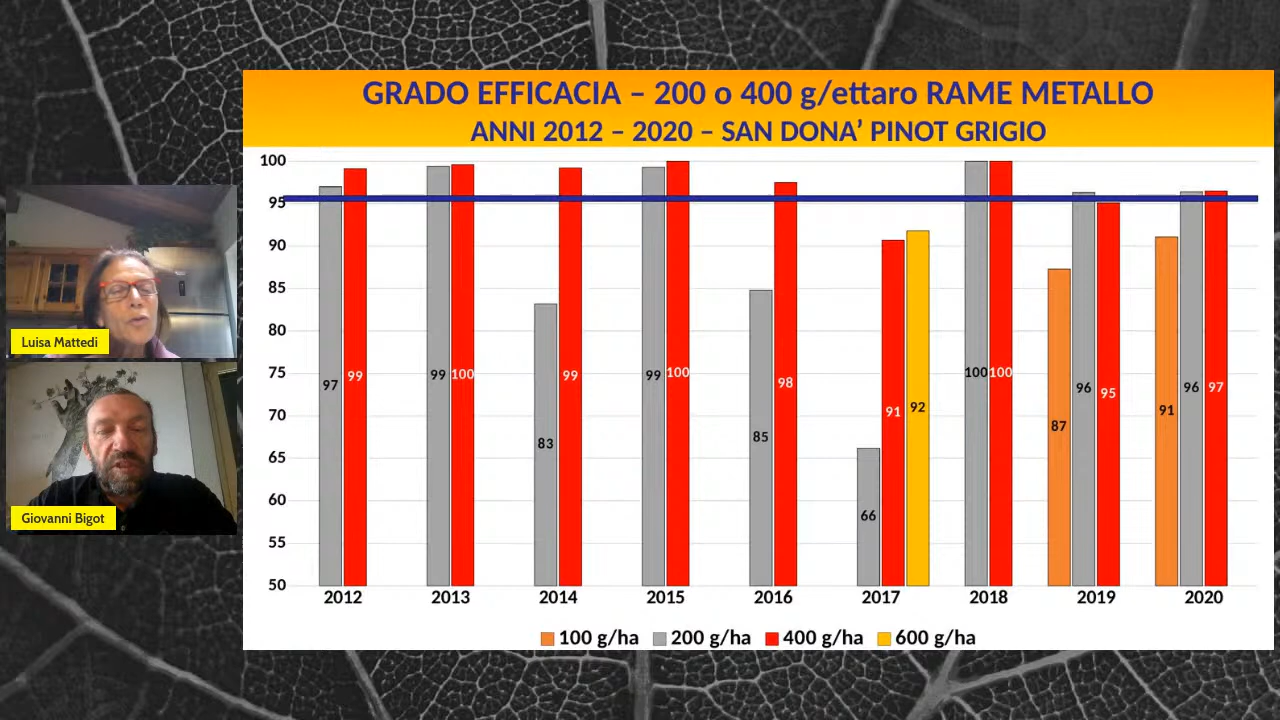 GRADO EFFICACIA – 200 o 400 g/ettaro RAME METALLO
ANNI 2012 – 2020 – SAN DONA’ PINOT GRIGIO
100
95
90
85
80
75
70
65
60
55
50
97 99
99 100
83 99
99 100
85 98
66 91 92
100 100
87 96 95
91 96 97
2012 2013 2014 2015 2016 2017 2018 2019 2020
100 g/ha 200 g/ha 400 g/ha 600 g/ha
Luisa Mattedi
Giovanni Bigot